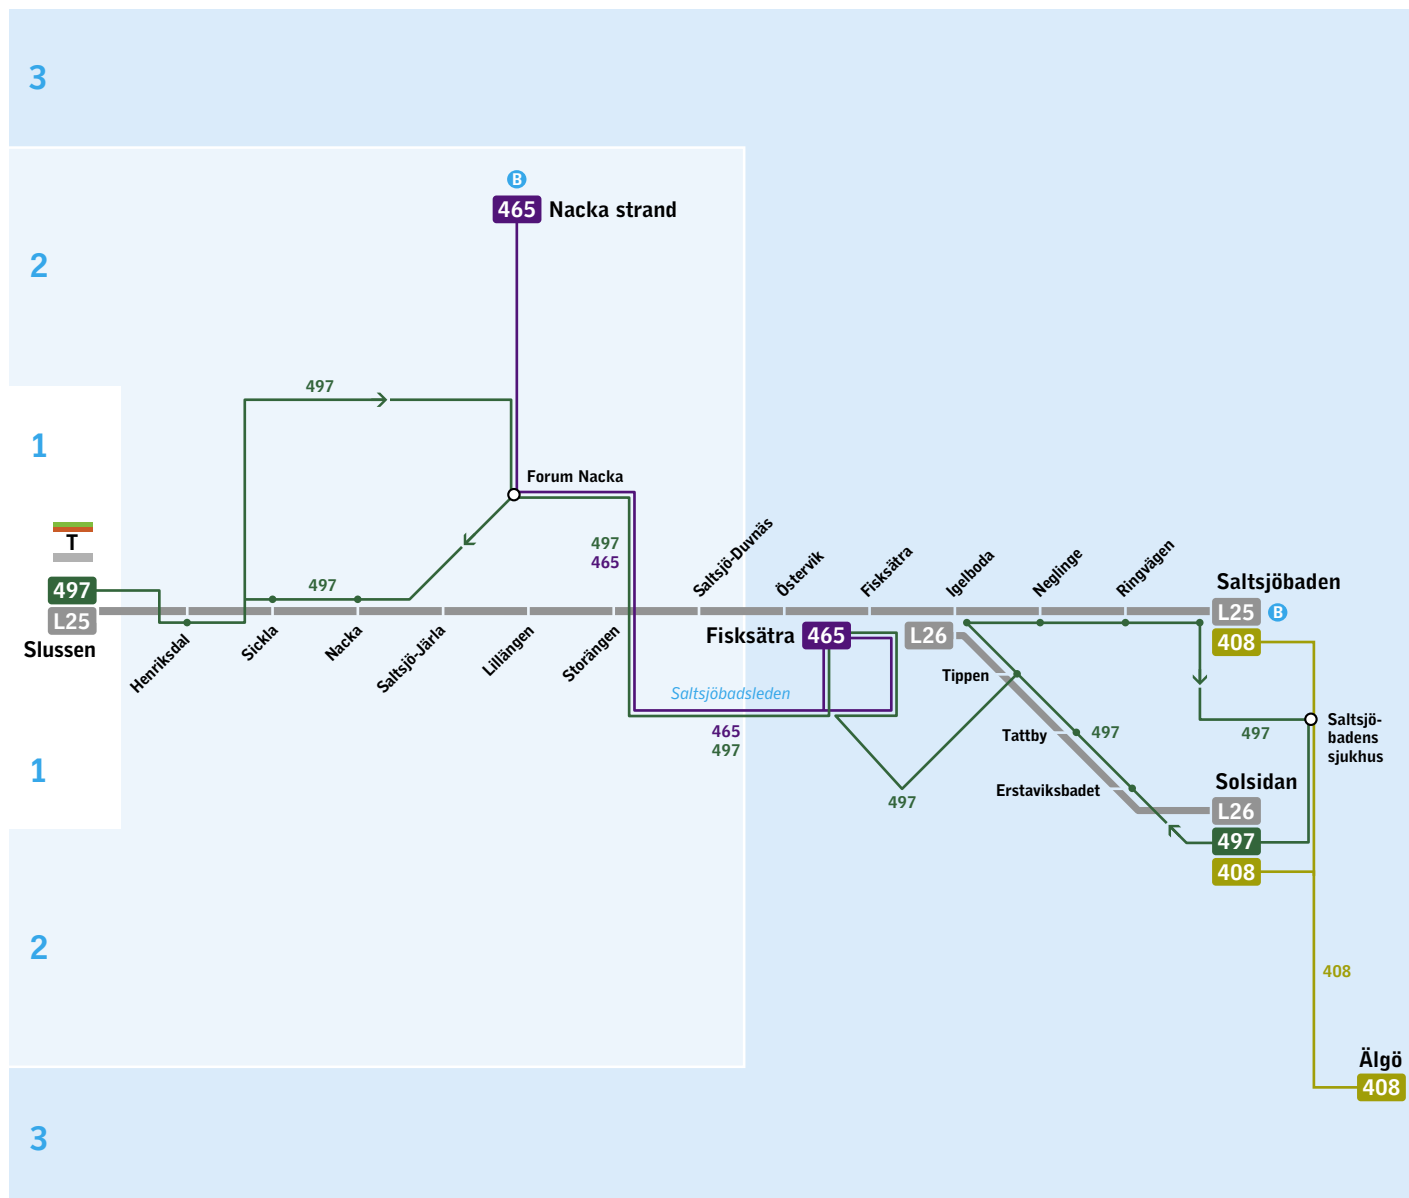 3
B
465 Nacka strand
2
497
1
Forum Nacka
T
497
465
497
Saltsjö-Duvnäs
Östervik
Fisksätra
Igelboda
Neglinge
Ringvägen
Saltsjöbaden
497
L25
Slussen
L25
B
408
Henriksdal
Sickla
Nacka
Saltsjö-Järla
Lillängen
Storängen
Fisksätra 465
L26
Tippen
Saltsjöbadsleden
465
497
Tattby
497
497
Saltsjö-
badens
sjukhus
1
Erstaviksbadet
497
Solsidan
L26
497
408
2
408
Älgö
408
3